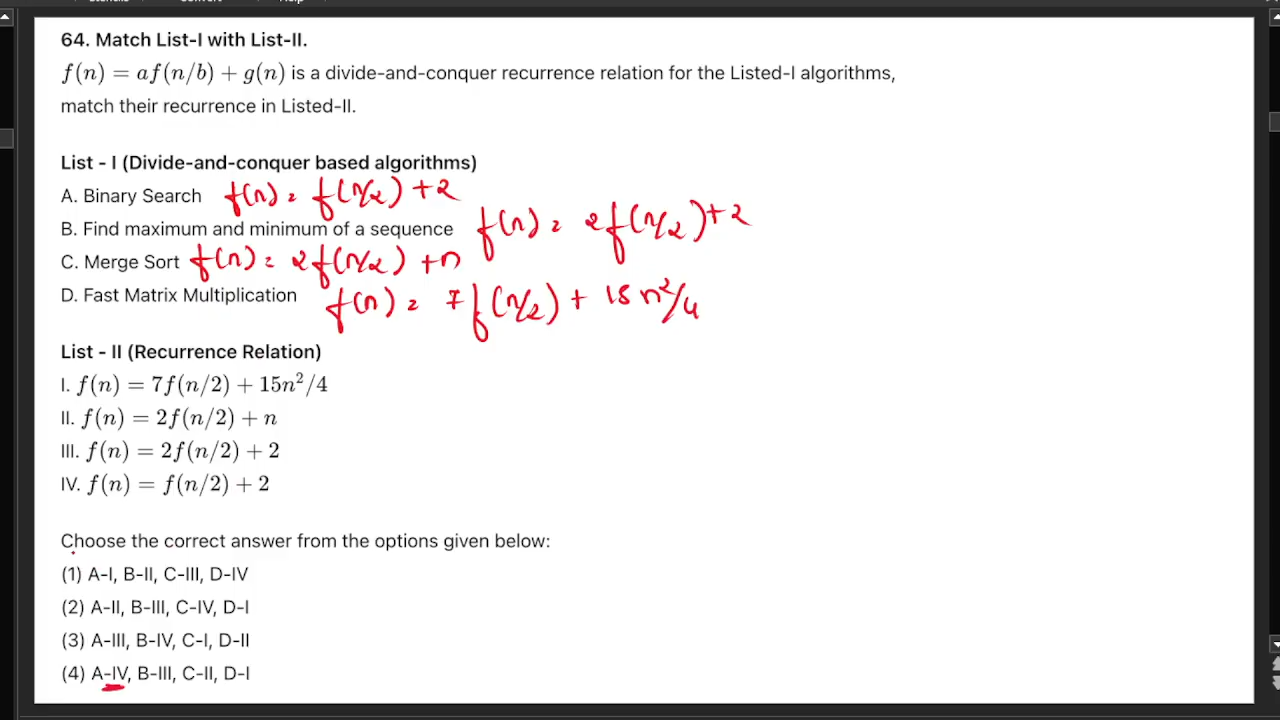 64. Match List-I with List-II.
f(n) = af(n/b) + g(n) is a divide-and-conquer recurrence relation for the Listed-I algorithms,
match their recurrence in Listed-II.
List - I (Divide-and-conquer based algorithms)
A. Binary Search f(n) = f(n/2) + 2
B. Find maximum and minimum of a sequence f(n) = 2f(n/2) + 2
C. Merge Sort f(n) = 2f(n/2) + n
D. Fast Matrix Multiplication f(n) = 7f(n/2) + 15n²/4
List - II (Recurrence Relation)
I. f(n) = 7f(n/2) + 15n²/4
II. f(n) = 2f(n/2) + n
III. f(n) = 2f(n/2) + 2
IV. f(n) = f(n/2) + 2
Choose the correct answer from the options given below:
(1) A-I, B-II, C-III, D-IV
(2) A-II, B-III, C-IV, D-I
(3) A-III, B-IV, C-I, D-II
(4) A-IV, B-III, C-II, D-I